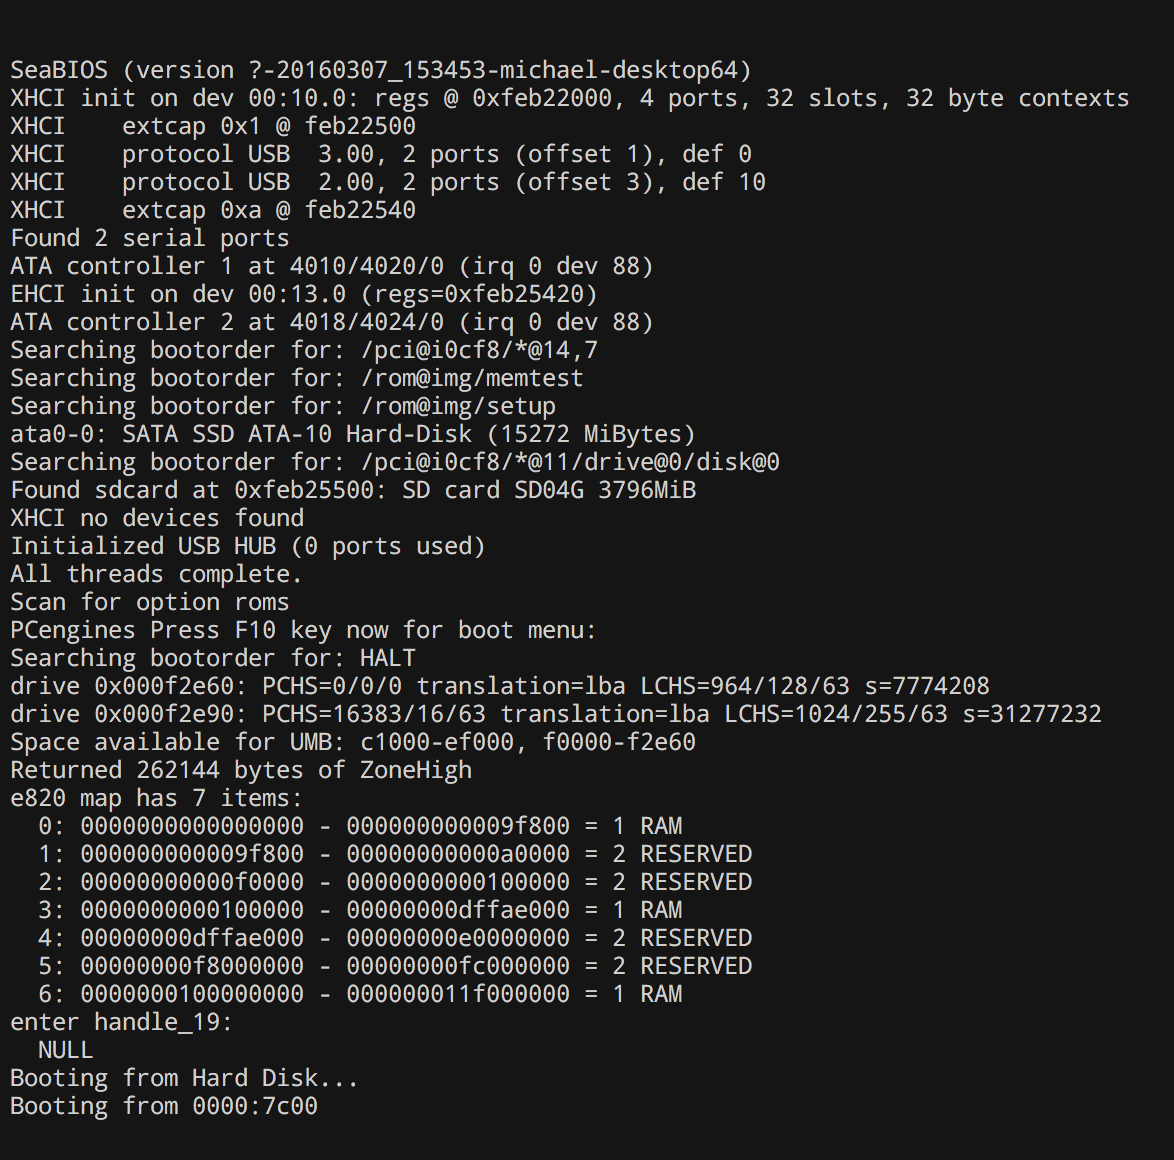 SeaBIOS (version ?-20160307_153453-michael-desktop64)
XHCI init on dev 00:10.0: regs @ 0xfeb22000, 4 ports, 32 slots, 32 byte contexts
XHCI    extcap 0x1 @ feb22500
XHCI    protocol USB  3.00, 2 ports (offset 1), def 0
XHCI    protocol USB  2.00, 2 ports (offset 3), def 10
XHCI    extcap 0xa @ feb22540
Found 2 serial ports
ATA controller 1 at 4010/4020/0 (irq 0 dev 88)
EHCI init on dev 00:13.0 (regs=0xfeb25420)
ATA controller 2 at 4018/4024/0 (irq 0 dev 88)
Searching bootorder for: /pci@i0cf8/*@14,7
Searching bootorder for: /rom@img/memtest
Searching bootorder for: /rom@img/setup
ata0-0: SATA SSD ATA-10 Hard-Disk (15272 MiBytes)
Searching bootorder for: /pci@i0cf8/*@11/drive@0/disk@0
Found sdcard at 0xfeb25500: SD card SD04G 3796MiB
XHCI no devices found
Initialized USB HUB (0 ports used)
All threads complete.
Scan for option roms
PCengines Press F10 key now for boot menu:
Searching bootorder for: HALT
drive 0x000f2e60: PCHS=0/0/0 translation=lba LCHS=964/128/63 s=7774208
drive 0x000f2e90: PCHS=16383/16/63 translation=lba LCHS=1024/255/63 s=31277232
Space available for UMB: c1000-ef000, f0000-f2e60
Returned 262144 bytes of ZoneHigh
e820 map has 7 items:
  0: 0000000000000000 - 000000000009f800 = 1 RAM
  1: 000000000009f800 - 00000000000a0000 = 2 RESERVED
  2: 00000000000f0000 - 0000000000100000 = 2 RESERVED
  3: 0000000000100000 - 00000000dffae000 = 1 RAM
  4: 00000000dffae000 - 00000000e0000000 = 2 RESERVED
  5: 00000000f8000000 - 00000000fc000000 = 2 RESERVED
  6: 0000000100000000 - 000000011f000000 = 1 RAM
enter handle_19:
  NULL
Booting from Hard Disk...
Booting from 0000:7c00